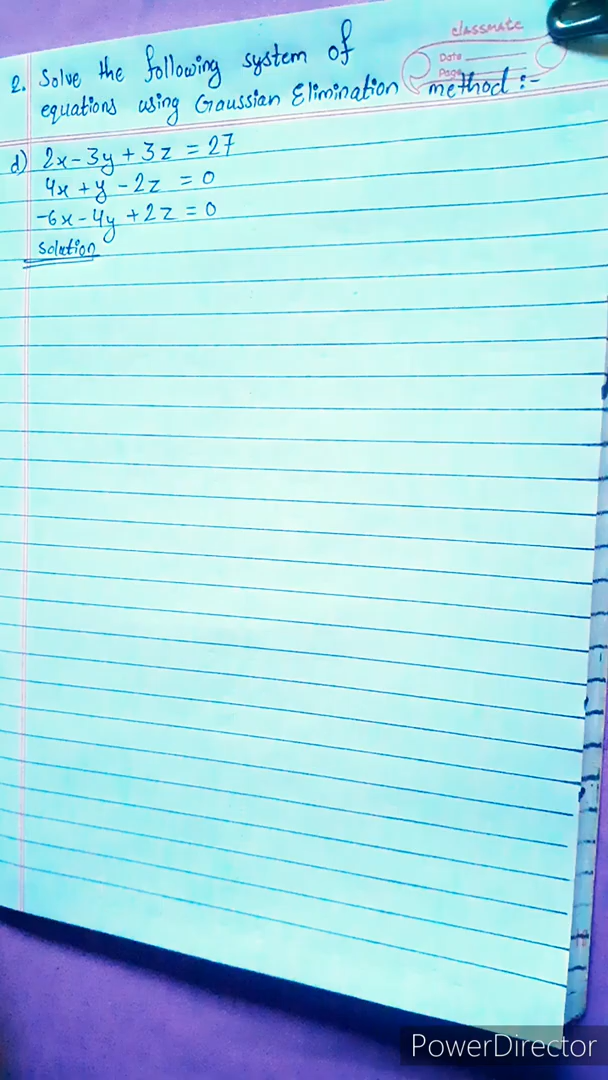 classmate
Date
Page
2. Solve the following system of
equations using Gaussian Elimination method :-
d) 2x - 3y + 3z = 27
4x + y - 2z = 0
-6x - 4y + 2z = 0
Solution
PowerDirector